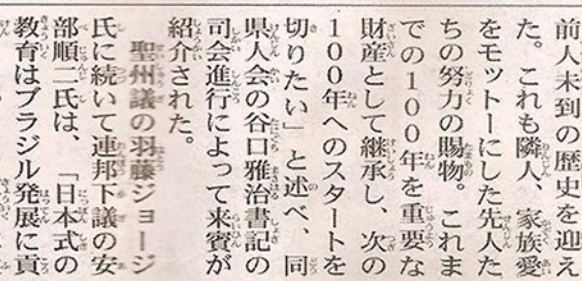 前人未到の歴史を迎え
た。これも隣人、家族愛
をモットーにした先人た
ちの努力の賜物。これま
での100年を重要な
財産として継承し、次の
100年へのスタートを
切りたい」と述べ、同
県人会の谷口雅治書記の
司会進行によって来賓が
紹介された。
聖州議の羽藤ジョージ
氏に続いて連邦下議の安
部順二氏は、「日本式の
教育はブラジル発展に貢